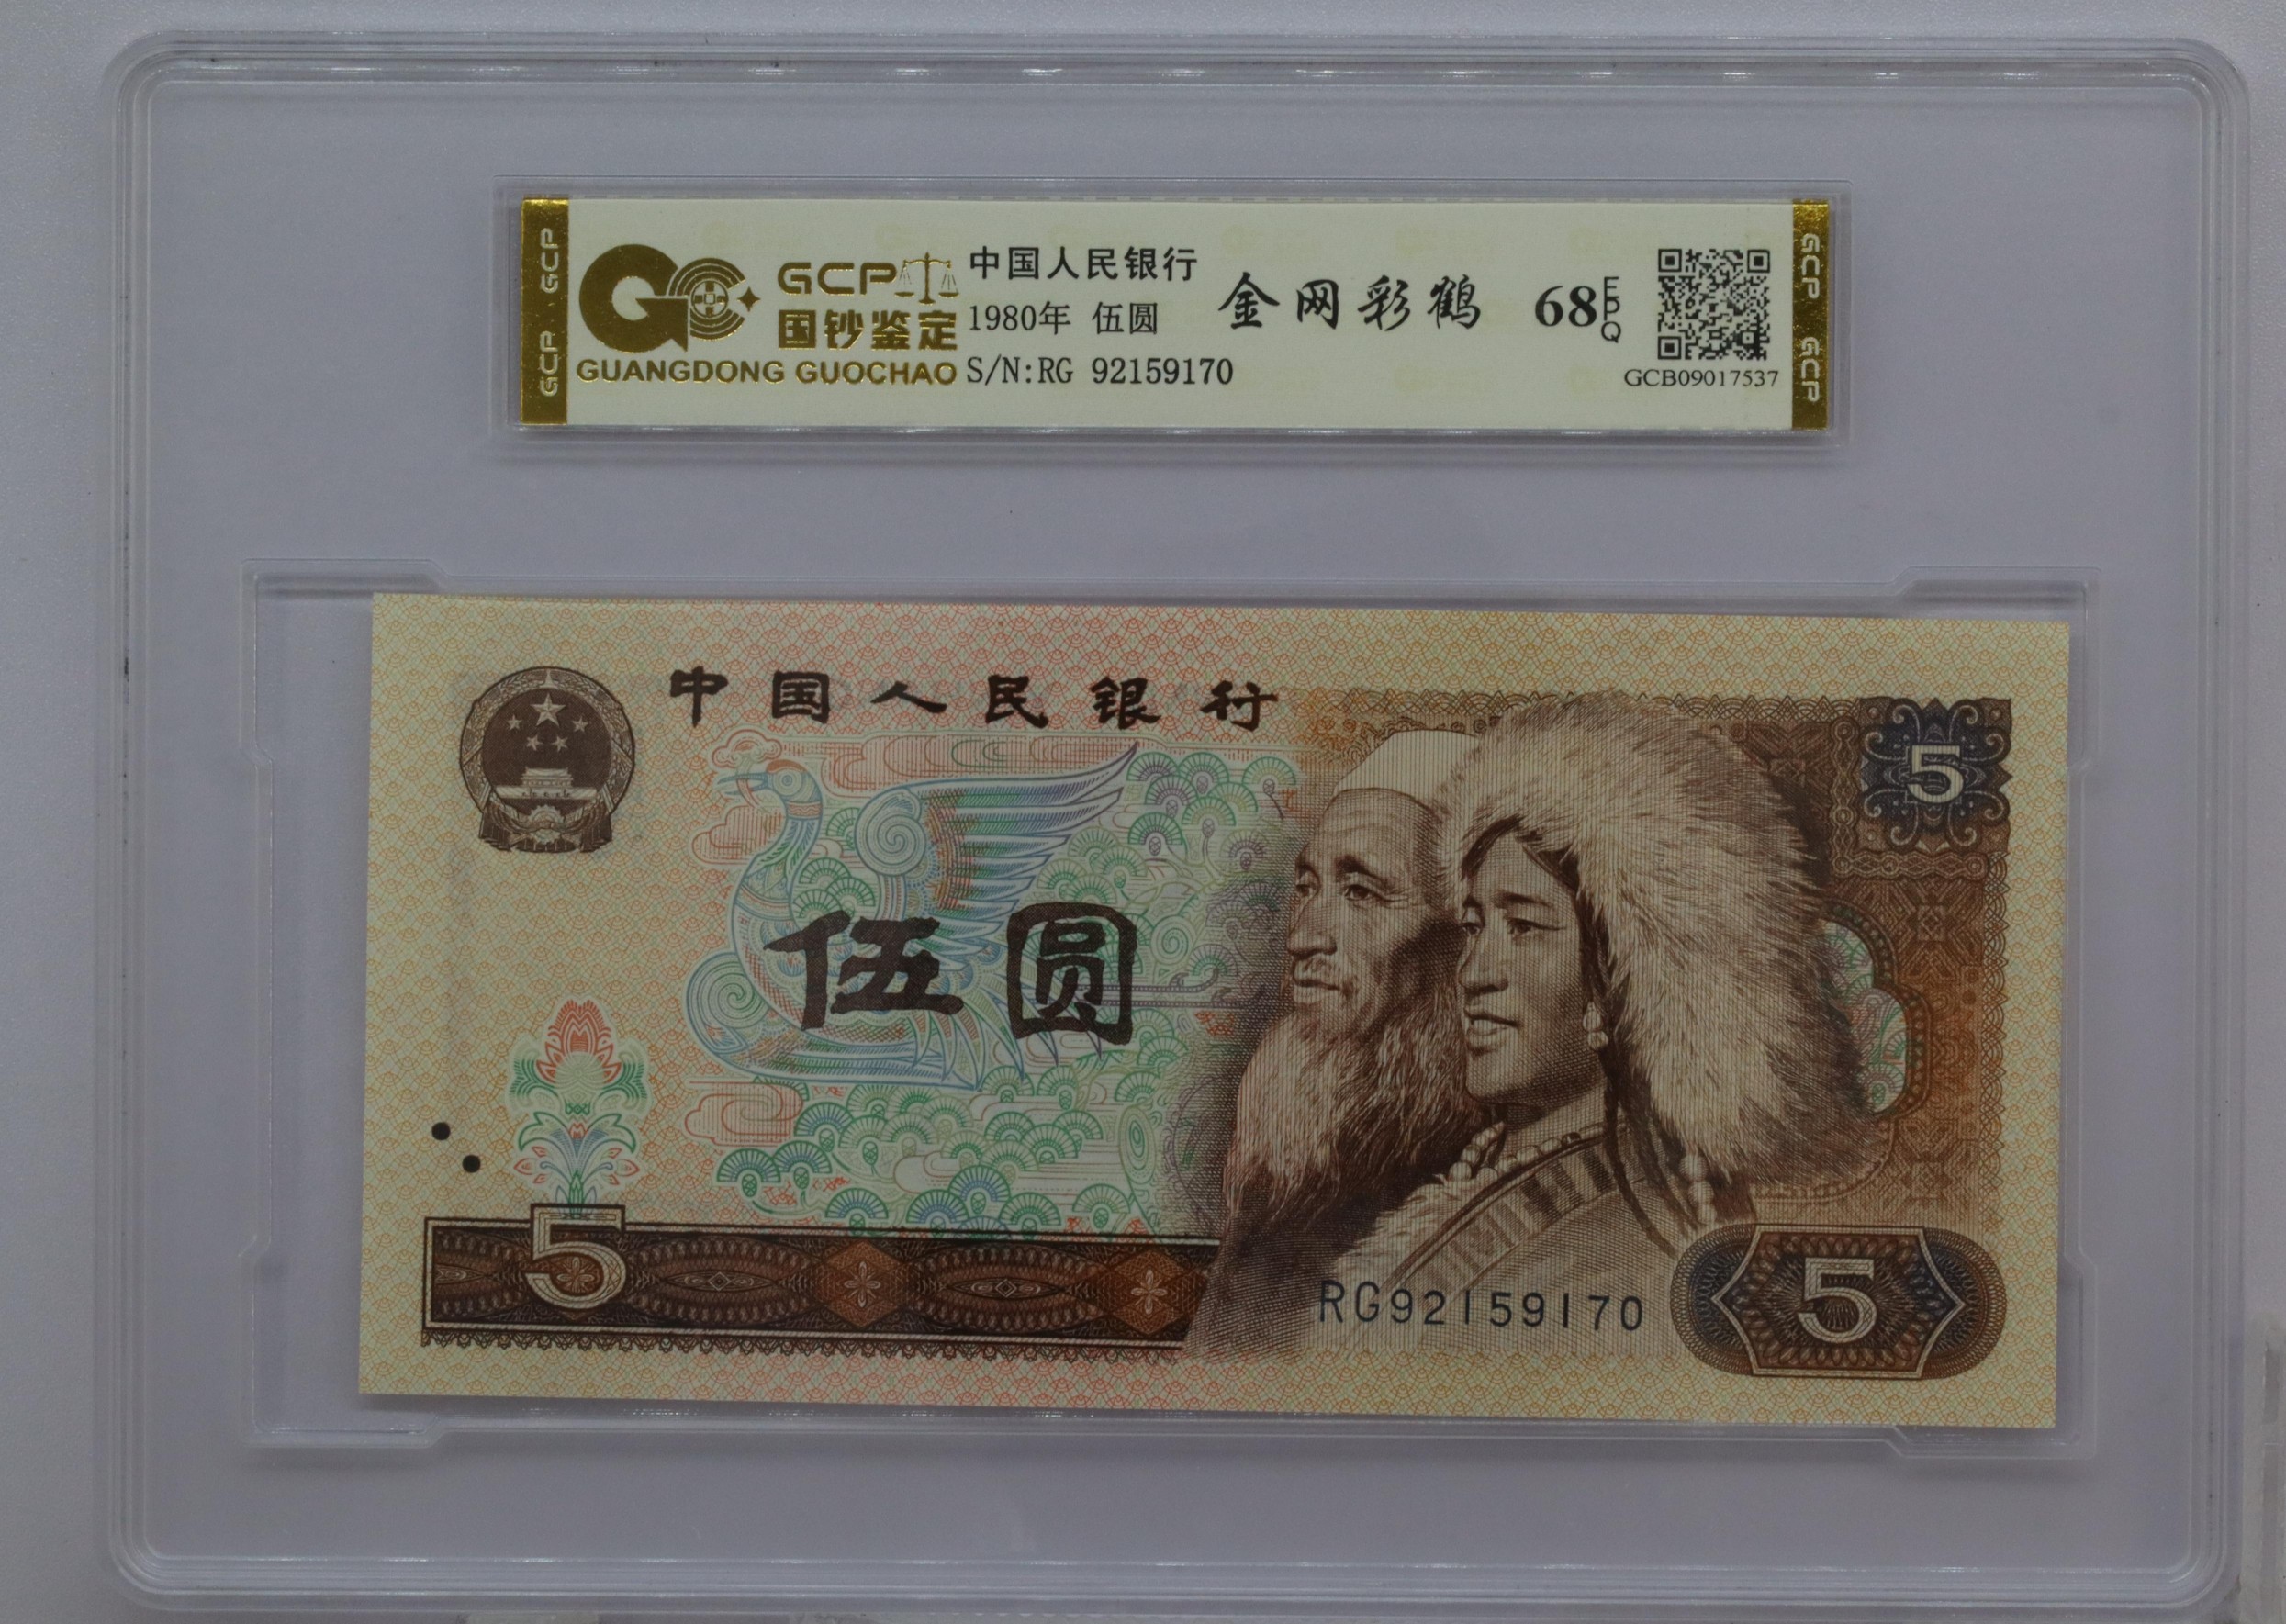 GCP GCP
GCP
国钞鉴定
GUANGDONG GUOCHAO
中国人民银行
1980年 伍圆
S/N:RG 92159170
金网彩鹤
68 EPQ
GCB09017537
GCP GCP
中国人民银行
5
伍圆
5
RG92159170
5